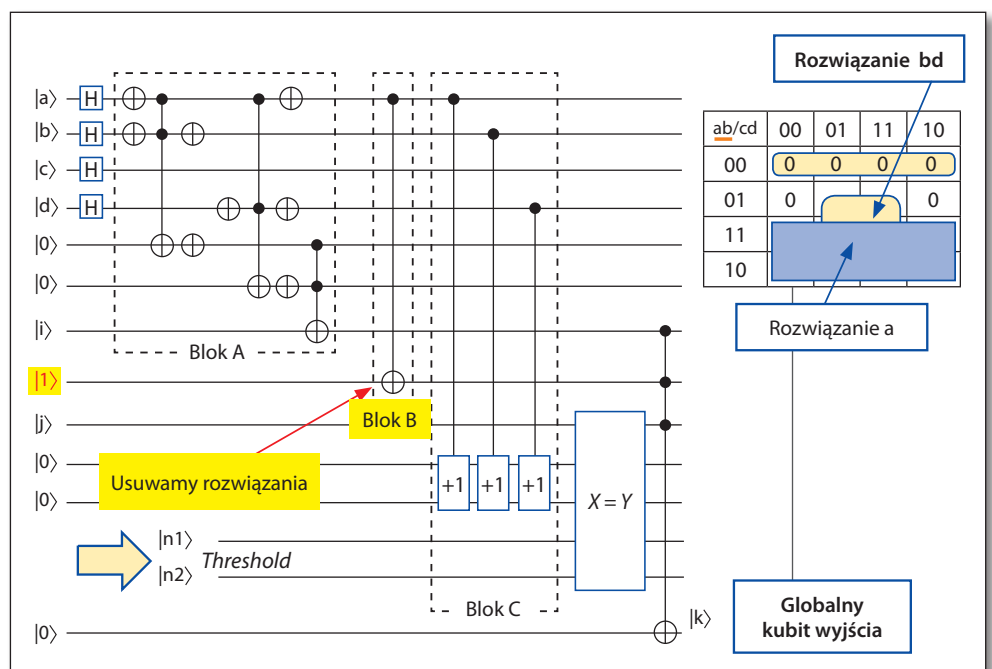 Rozwiązanie bd
|a⟩ H
|b⟩ H
|c⟩ H
|d⟩ H
|0⟩
|0⟩
|i⟩
Blok A
|1⟩
|j⟩
Blok B
|0⟩
|0⟩
Usuwamy rozwiązania
+1 +1 +1
X = Y
|n1⟩
|n2⟩
Threshold
Blok C
|0⟩
|k⟩
ab/cd 00 01 11 10
00 0 0 0 0
01 0 0
11
10
Rozwiązanie a
Globalny
kubit wyjścia